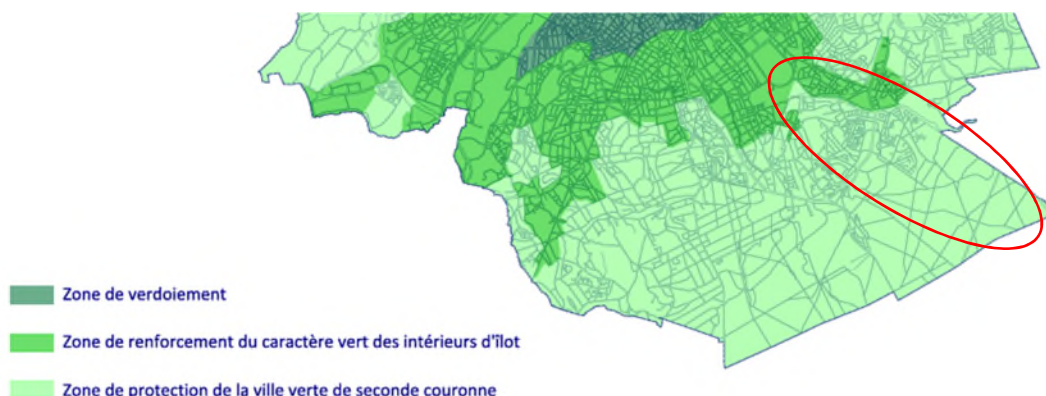 Zone de verdoiement
Zone de renforcement du caractère vert des intérieurs d'îlot
Zone de protection de la ville verte de seconde couronne